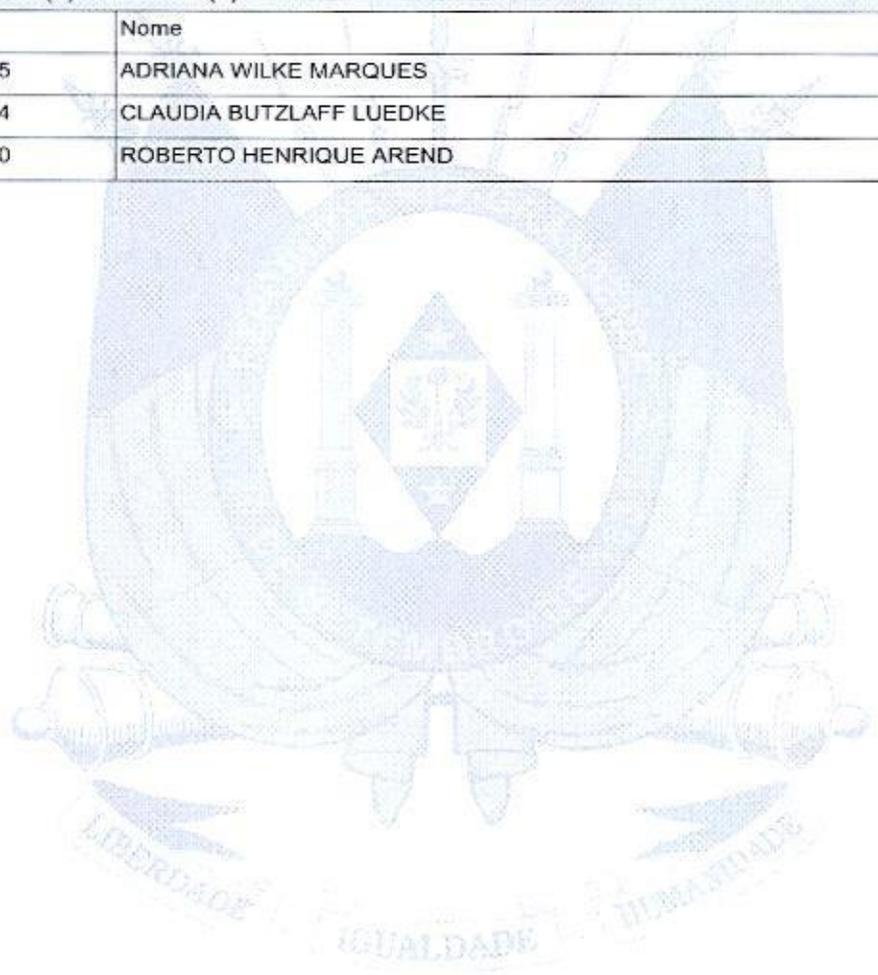 Nome
5 ADRIANA WILKE MARQUES
4 CLAUDIA BUTZLAFF LUEDKE
0 ROBERTO HENRIQUE AREND
LIBERDADE IGUALDADE HUMANIDADE